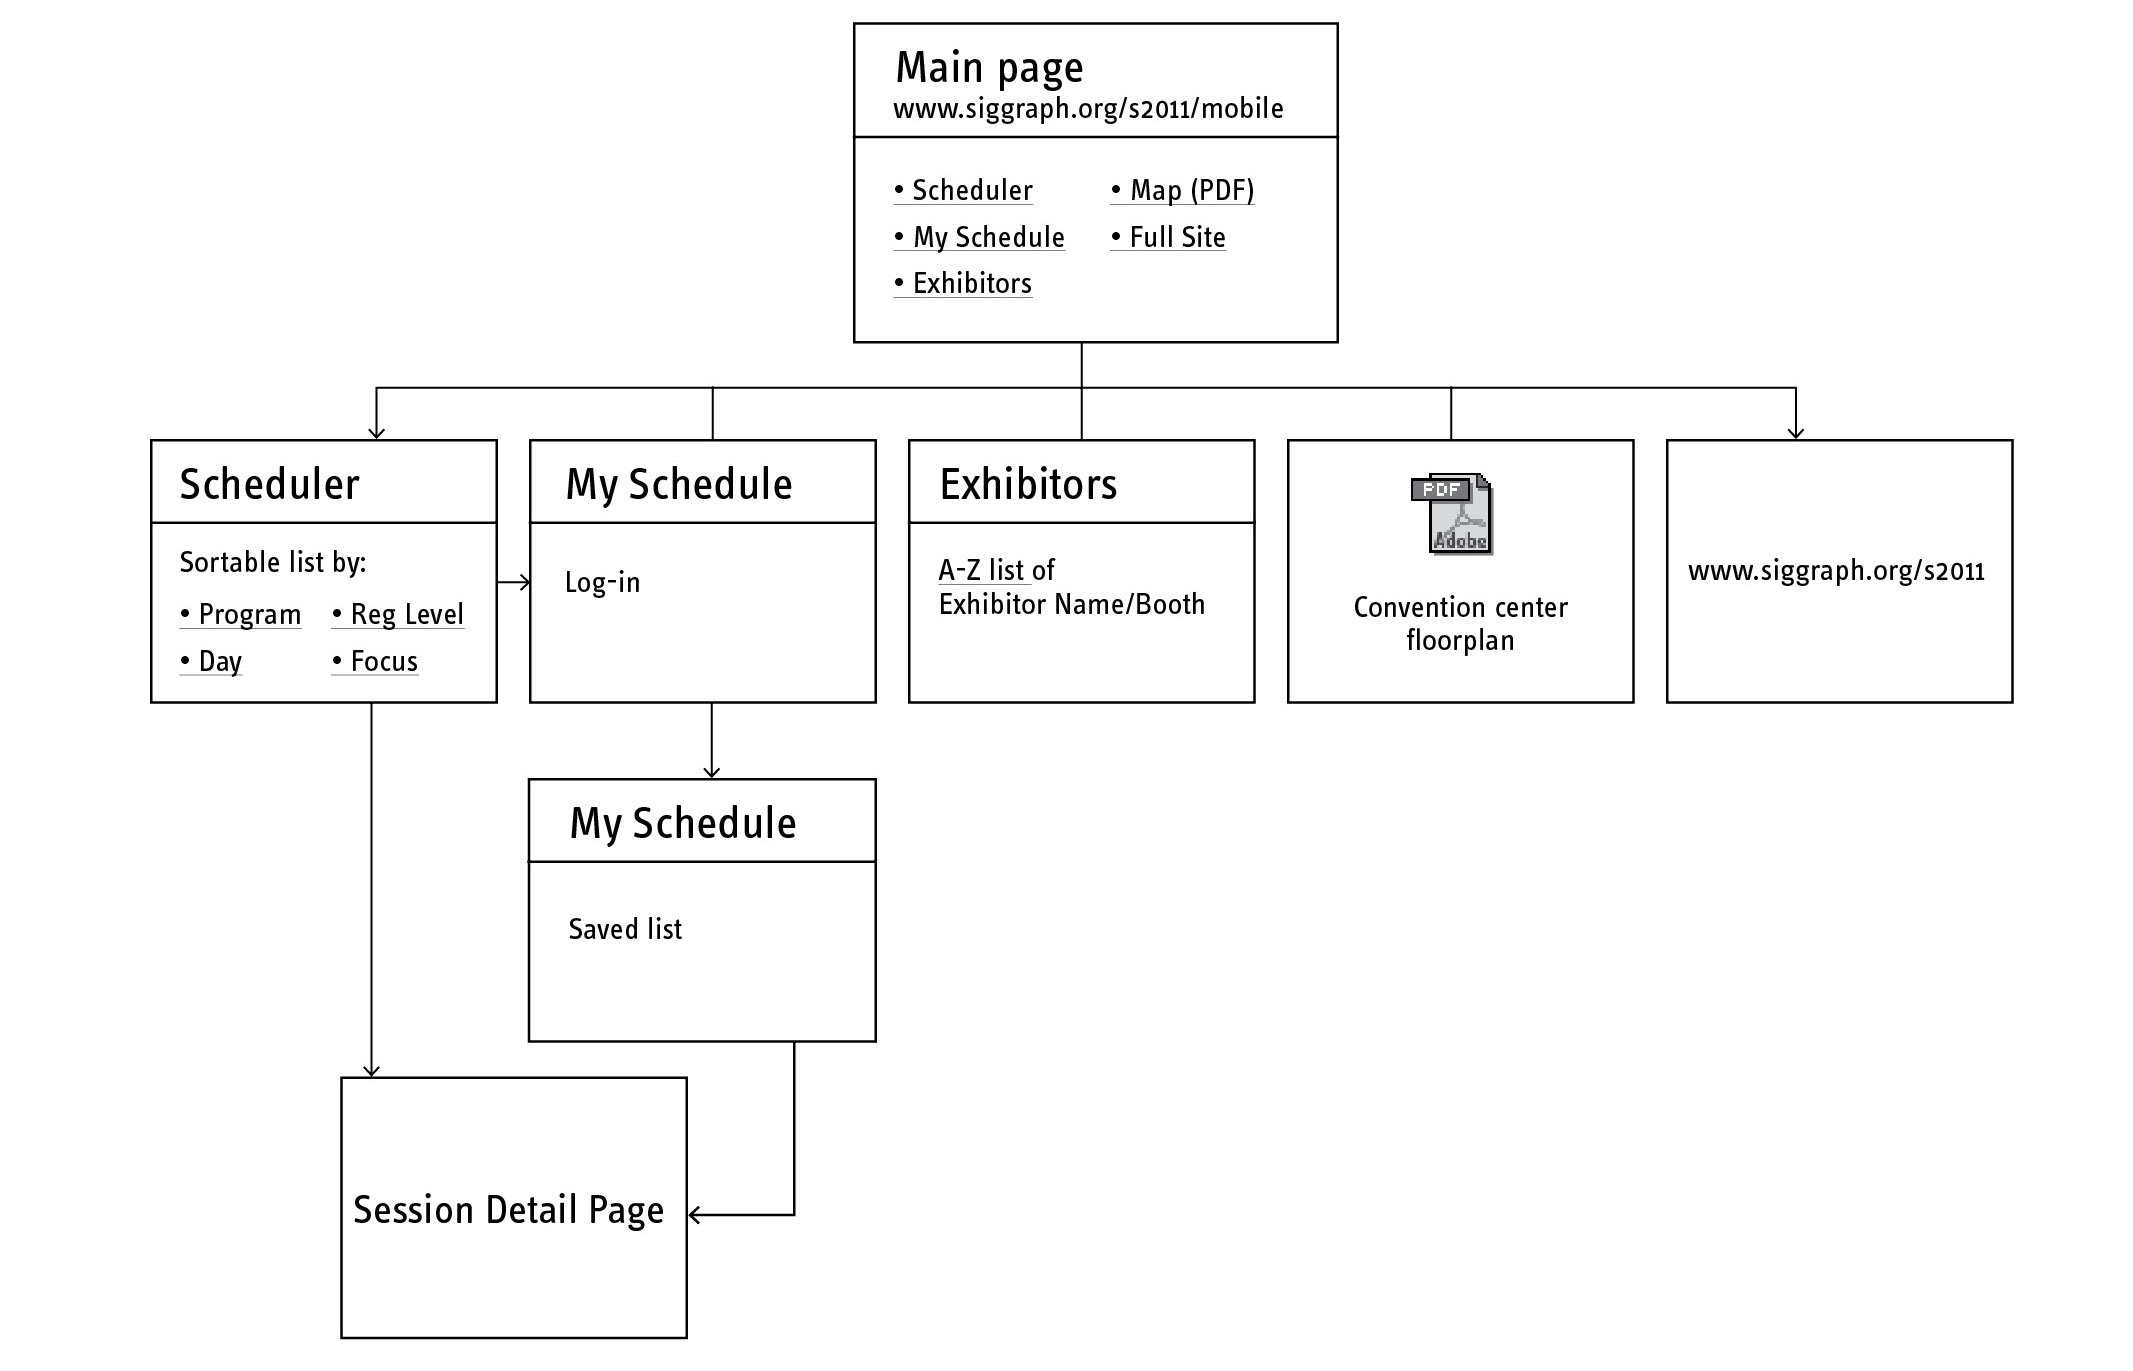 Main page
www.siggraph.org/s2011/mobile
• Scheduler
• My Schedule
• Exhibitors
• Map (PDF)
• Full Site
Scheduler
Sortable list by:
• Program
• Day
• Reg Level
• Focus
My Schedule
Log-in
Exhibitors
A-Z list of
Exhibitor Name/Booth
PDF
Adobe
Convention center
floorplan
www.siggraph.org/s2011
My Schedule
Saved list
Session Detail Page